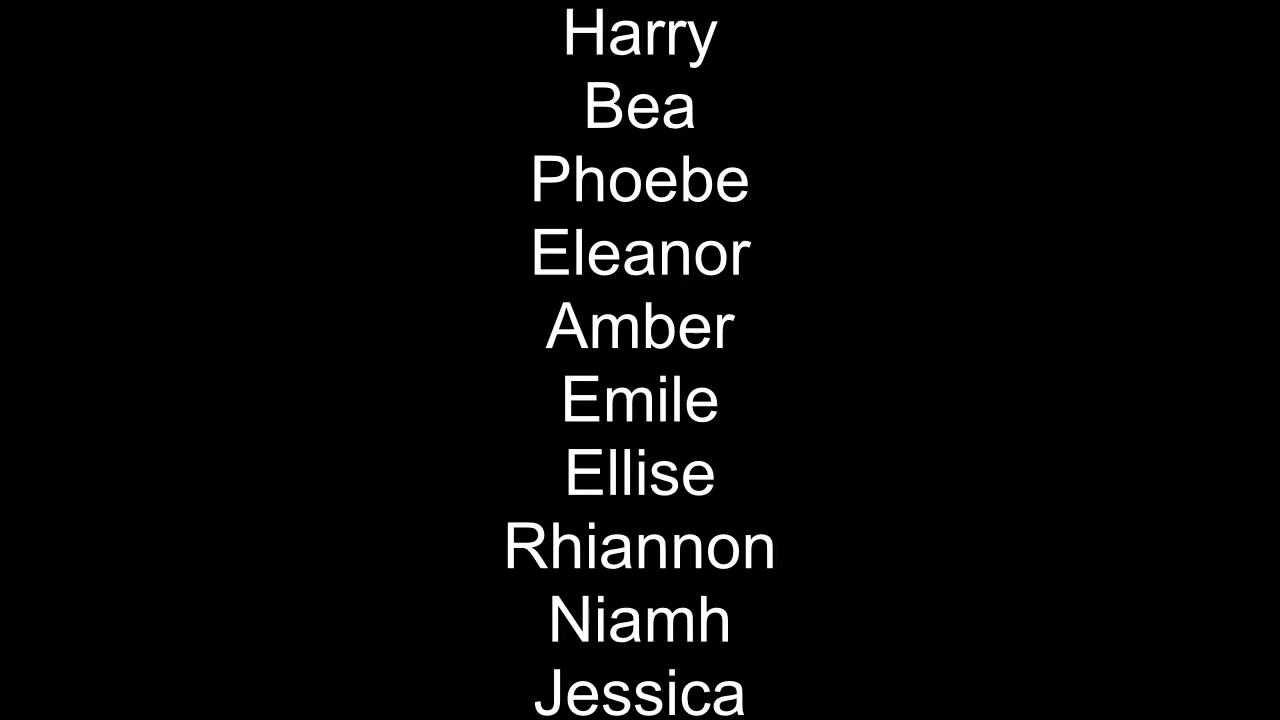 Harry
Bea
Phoebe
Eleanor
Amber
Emile
Ellise
Rhiannon
Niamh
Jessica